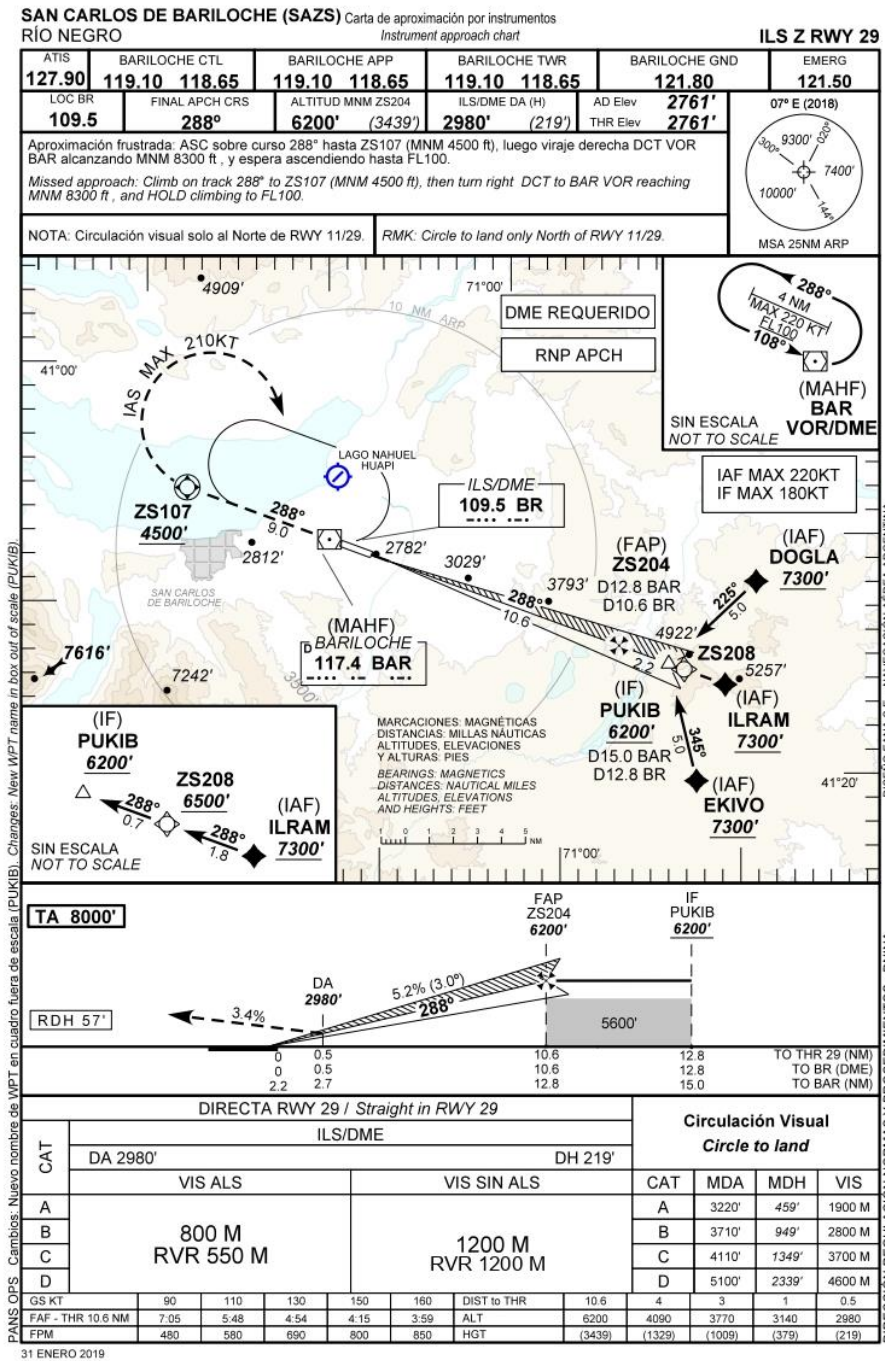 SAN CARLOS DE BARILOCHE (SAZS) Carta de aproximación por instrumentos
RÍO NEGRO Instrument approach chart ILS Z RWY 29
ATIS BARILOCHE CTL BARILOCHE APP BARILOCHE TWR BARILOCHE GND EMERG
127.90 119.10 118.65 119.10 118.65 119.10 118.65 121.80 121.50
LOC BR FINAL APCH CRS ALTITUD MNM ZS204 ILS/DME DA (H) AD Elev 2761' 07º E (2018)
109.5 288º 6200' (3439') 2980' (219') THR Elev 2761'
Aproximación frustrada: ASC sobre curso 288° hasta ZS107 (MNM 4500 ft), luego viraje derecha DCT VOR
BAR alcanzando MNM 8300 ft , y espera ascendiendo hasta FL100.
Missed approach: Climb on track 288° to ZS107 (MNM 4500 ft), then turn right DCT to BAR VOR reaching
MNM 8300 ft , and HOLD climbing to FL100.
300º
9300'
020º
7400'
10000'
144º
MSA 25NM ARP
NOTA: Circulación visual solo al Norte de RWY 11/29. RMK: Circle to land only North of RWY 11/29.
4909'
71°00'
10 NM ARP
DME REQUERIDO
RNP APCH
288º
4 NM
MAX 220 KT
FL100
108º
(MAHF)
BAR
VOR/DME
SIN ESCALA
NOT TO SCALE
41°00'
IAS MAX 210KT
LAGO NAHUEL
HUAPI
IAF MAX 220KT
IF MAX 180KT
ZS107
4500'
288º
9.0
ILS/DME
109.5 BR
2812'
2782'
3029'
3793'
SAN CARLOS
DE BARILOCHE
(FAP)
ZS204
D12.8 BAR
D10.6 BR
(IAF)
DOGLA
7300'
225º
5.0
288º
10.6
2.2
4922'
ZS208
5257'
(MAHF)
BARILOCHE
D
117.4 BAR
7616'
7242'
3500'
(IF)
PUKIB
6200'
D15.0 BAR
D12.8 BR
(IAF)
ILRAM
7300'
345º
5.0
(IAF)
EKIVO
7300'
41°20'
MARCACIONES: MAGNÉTICAS
DISTANCIAS: MILLAS NÁUTICAS
ALTITUDES, ELEVACIONES
Y ALTURAS: PIES
BEARINGS: MAGNETICS
DISTANCES: NAUTICAL MILES
ALTITUDES, ELEVATIONS
AND HEIGHTS: FEET
1 0 1 2 3 4 5 NM
71°00'
(IF)
PUKIB
6200'
ZS208
6500'
(IAF)
ILRAM
7300'
288º
0.7
288º
1.8
SIN ESCALA
NOT TO SCALE
TA 8000'
FAP
ZS204
6200'
IF
PUKIB
6200'
DA
2980'
5.2% (3.0º)
288º
3.4%
RDH 57'
5600'
0 0.5 10.6 12.8 TO THR 29 (NM)
0 0.5 10.6 12.8 TO BR (DME)
2.2 2.7 12.8 15.0 TO BAR (NM)
DIRECTA RWY 29 / Straight in RWY 29
Circulación Visual
Circle to land
CAT
ILS/DME
DA 2980' DH 219'
VIS ALS VIS SIN ALS CAT MDA MDH VIS
A A 3220' 459' 1900 M
B B 3710' 949' 2800 M
C C 4110' 1349' 3700 M
D D 5100' 2339' 4600 M
800 M
RVR 550 M
1200 M
RVR 1200 M
GS KT 90 110 130 150 160 DIST to THR 10.6 4 3 1 0.5
FAF - THR 10.6 NM 7:05 5:48 4:54 4:15 3:59 ALT 6200 4090 3770 3140 2980
FPM 480 580 690 800 850 HGT (3439) (1329) (1009) (379) (219)
31 ENERO 2019
PANS OPS Cambios: Nuevo nombre de WPT en cuadro fuera de escala (PUKIB). Changes: New WPT name in box out of scale (PUKIB).